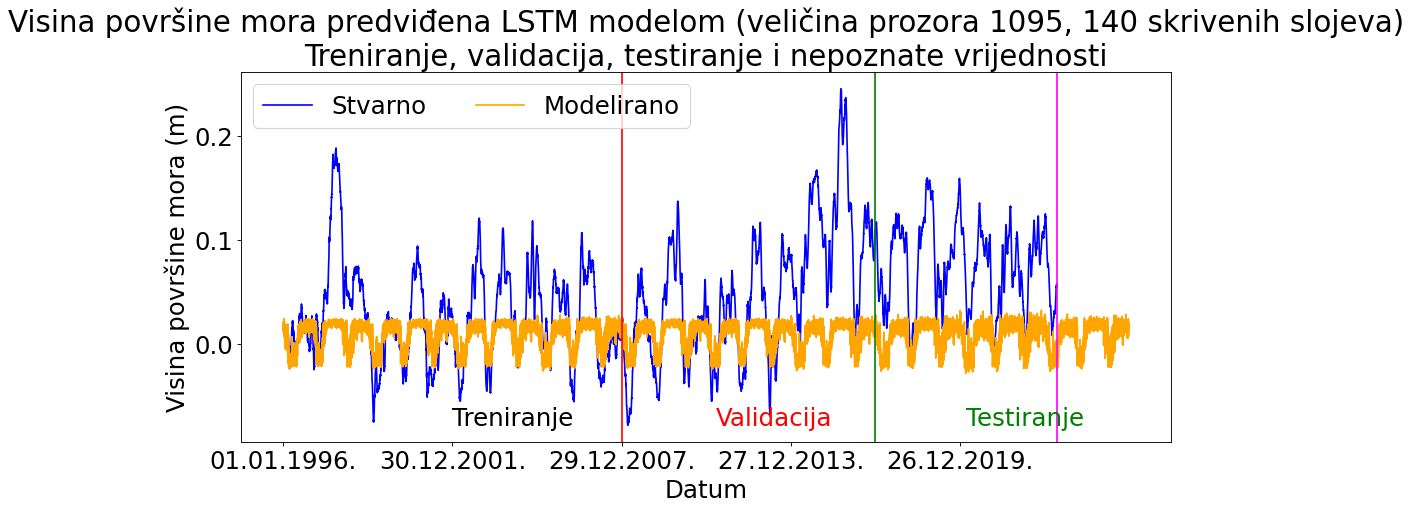 Visina površine mora predviđena LSTM modelom (veličina prozora 1095, 140 skrivenih slojeva)
Treniranje, validacija, testiranje i nepoznate vrijednosti
Stvarno Modelirano
Visina površine mora (m)
0.2
0.1
0.0
Treniranje Validacija Testiranje
01.01.1996. 30.12.2001. 29.12.2007. 27.12.2013. 26.12.2019.
Datum